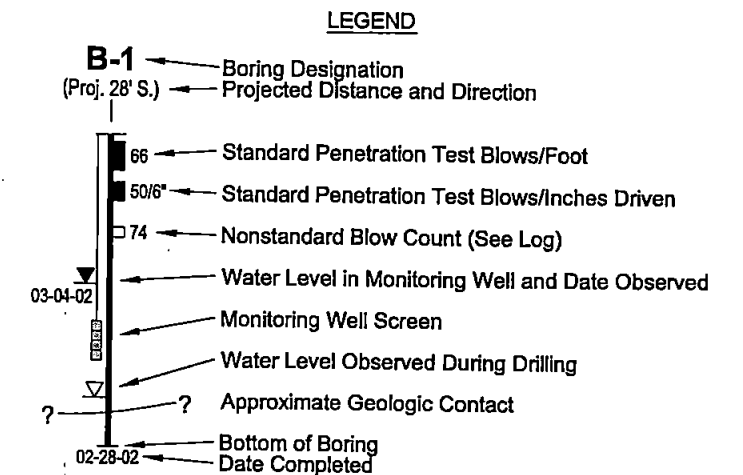 LEGEND
B-1 Boring Designation
(Proj. 28' S.) Projected Distance and Direction
66 Standard Penetration Test Blows/Foot
50/6" Standard Penetration Test Blows/Inches Driven
74 Nonstandard Blow Count (See Log)
Water Level in Monitoring Well and Date Observed
03-04-02
Monitoring Well Screen
Water Level Observed During Drilling
? ? Approximate Geologic Contact
Bottom of Boring
02-28-02 Date Completed